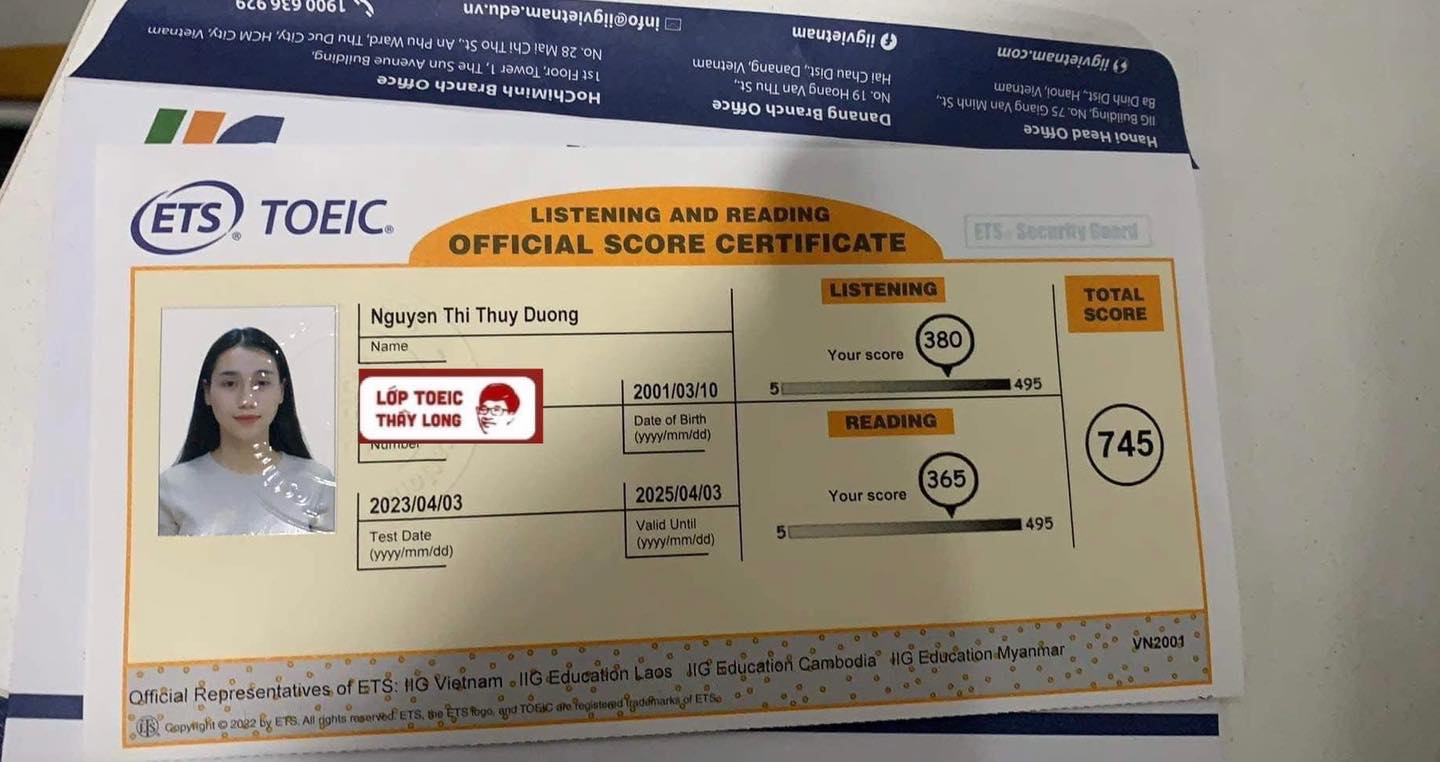 1900 636 929
info@iigvietnam.edu.vn
iigvietnam
iigvietnam.com
HoChiMinh Branch Office
1st Floor, Tower 1, The Sun Avenue Building,
No. 28 Mai Chi Tho St., An Phu Ward, Thu Duc City, HCM City, Vietnam
Danang Branch Office
No. 19 Hoang Van Thu St.,
Hai Chau Dist., Danang, Vietnam
Hanoi Head Office
IIG Building, No. 75 Giang Van Minh St.,
Ba Dinh Dist., Hanoi, Vietnam
ETS® TOEIC®
LISTENING AND READING
OFFICIAL SCORE CERTIFICATE
ETS Security Guard
Nguyen Thi Thuy Duong
Name
LỚP TOEIC
THẦY LONG
Number
2001/03/10
Date of Birth
(yyyy/mm/dd)
2023/04/03
Test Date
(yyyy/mm/dd)
2025/04/03
Valid Until
(yyyy/mm/dd)
LISTENING
Your score 380
5 495
READING
Your score 365
5 495
TOTAL
SCORE
745
VN2001
Official Representatives of ETS: IIG Vietnam IIG Education Laos IIG Education Cambodia IIG Education Myanmar
ETS Copyright © 2022 by ETS. All rights reserved. ETS, the ETS logo, and TOEIC are registered trademarks of ETS.